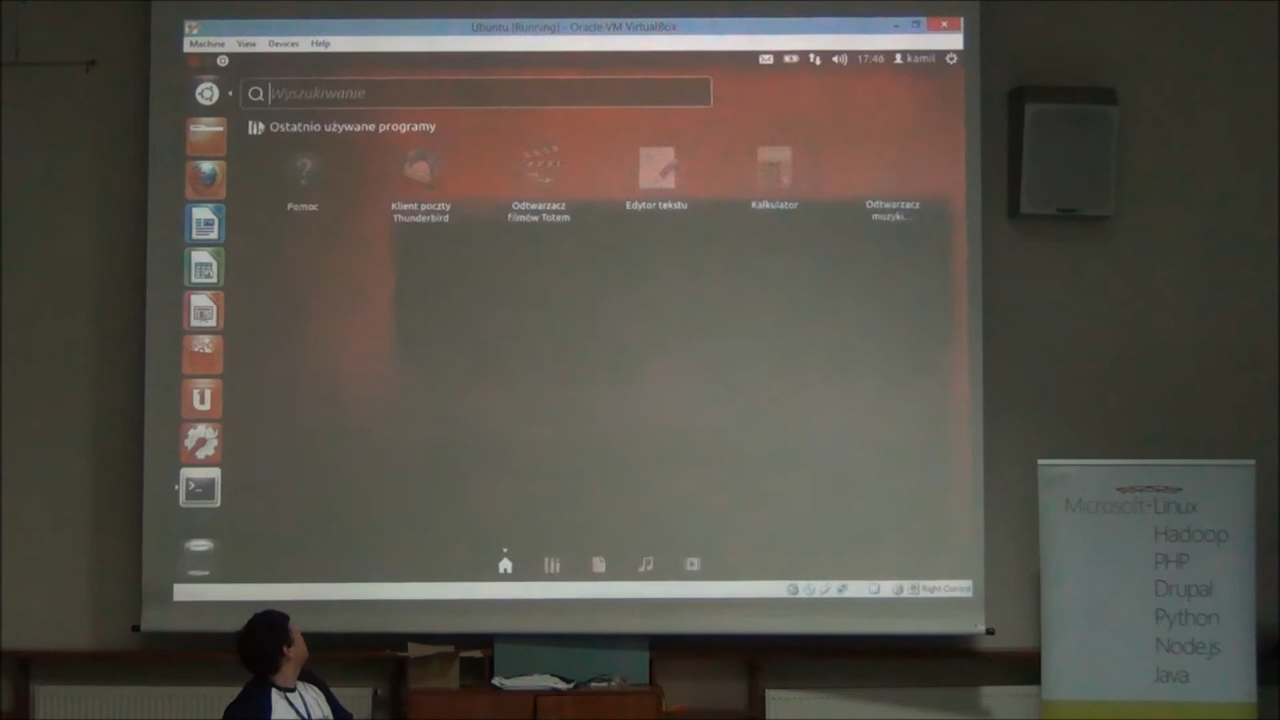 Ubuntu [Running] - Oracle VM VirtualBox
Machine View Devices Help
17:46 kamil
Wyszukiwanie
Ostatnio używane programy
Pomoc
Klient poczty
Thunderbird
Odtwarzacz
filmów Totem
Edytor tekstu
Kalkulator
Odtwarzacz
muzyki...
Right Control
Microsoft+Linux
Hadoop
PHP
Drupal
Python
Node.js
Java